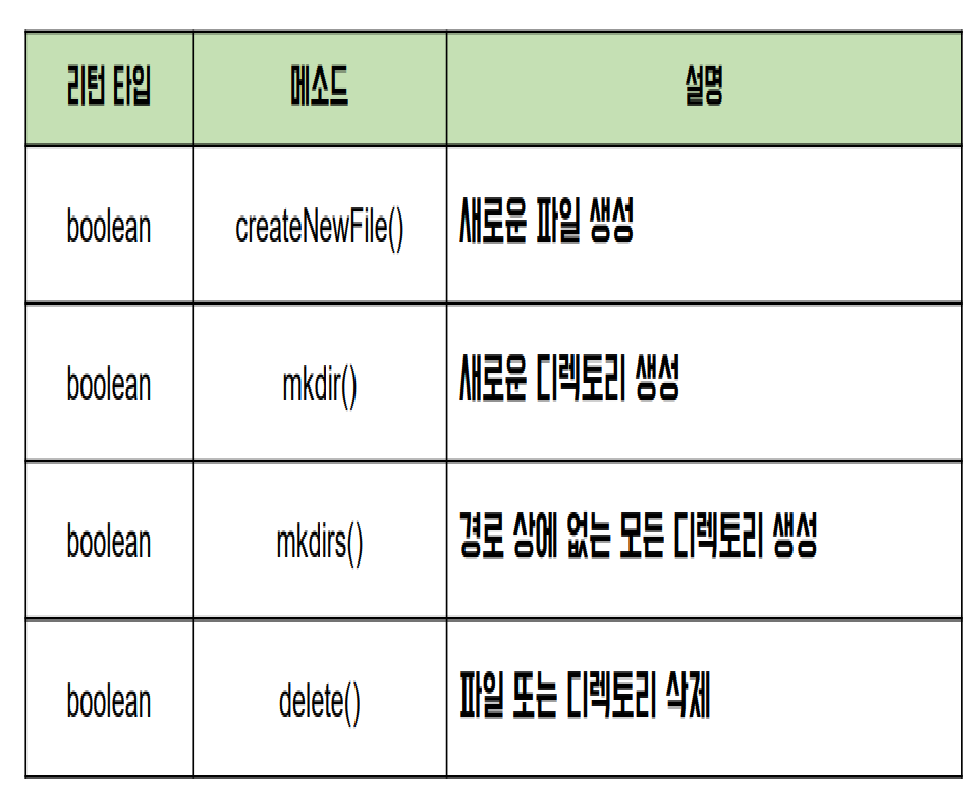 리턴 타입 메소드 설명
boolean createNewFile() 새로운 파일 생성
boolean mkdir() 새로운 디렉토리 생성
boolean mkdirs() 경로 상에 없는 모든 디렉토리 생성
boolean delete() 파일 또는 디렉토리 삭제